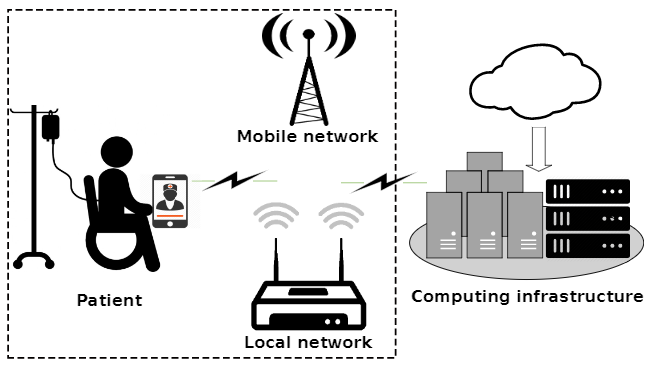 Mobile network
Patient
Computing infrastructure
Local network